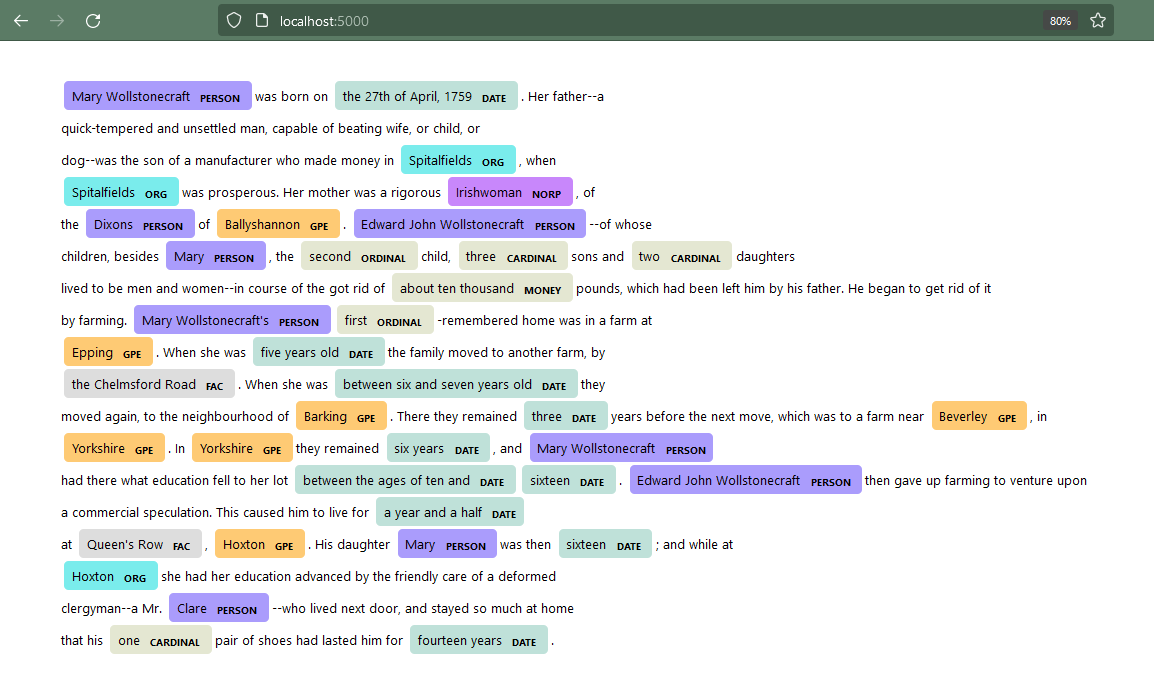 localhost:5000
80%
Mary Wollstonecraft PERSON was born on the 27th of April, 1759 DATE . Her father--a
quick-tempered and unsettled man, capable of beating wife, or child, or
dog--was the son of a manufacturer who made money in Spitalfields ORG , when
Spitalfields ORG was prosperous. Her mother was a rigorous Irishwoman NORP , of
the Dixons PERSON of Ballyshannon GPE . Edward John Wollstonecraft PERSON --of whose
children, besides Mary PERSON , the second ORDINAL child, three CARDINAL sons and two CARDINAL daughters
lived to be men and women--in course of the got rid of about ten thousand MONEY pounds, which had been left him by his father. He began to get rid of it
by farming. Mary Wollstonecraft's PERSON first ORDINAL -remembered home was in a farm at
Epping GPE . When she was five years old DATE the family moved to another farm, by
the Chelmsford Road FAC . When she was between six and seven years old DATE they
moved again, to the neighbourhood of Barking GPE . There they remained three DATE years before the next move, which was to a farm near Beverley GPE , in
Yorkshire GPE . In Yorkshire GPE they remained six years DATE , and Mary Wollstonecraft PERSON
had there what education fell to her lot between the ages of ten and DATE sixteen DATE . Edward John Wollstonecraft PERSON then gave up farming to venture upon
a commercial speculation. This caused him to live for a year and a half DATE
at Queen's Row FAC , Hoxton GPE . His daughter Mary PERSON was then sixteen DATE ; and while at
Hoxton ORG she had her education advanced by the friendly care of a deformed
clergyman--a Mr. Clare PERSON --who lived next door, and stayed so much at home
that his one CARDINAL pair of shoes had lasted him for fourteen years DATE .